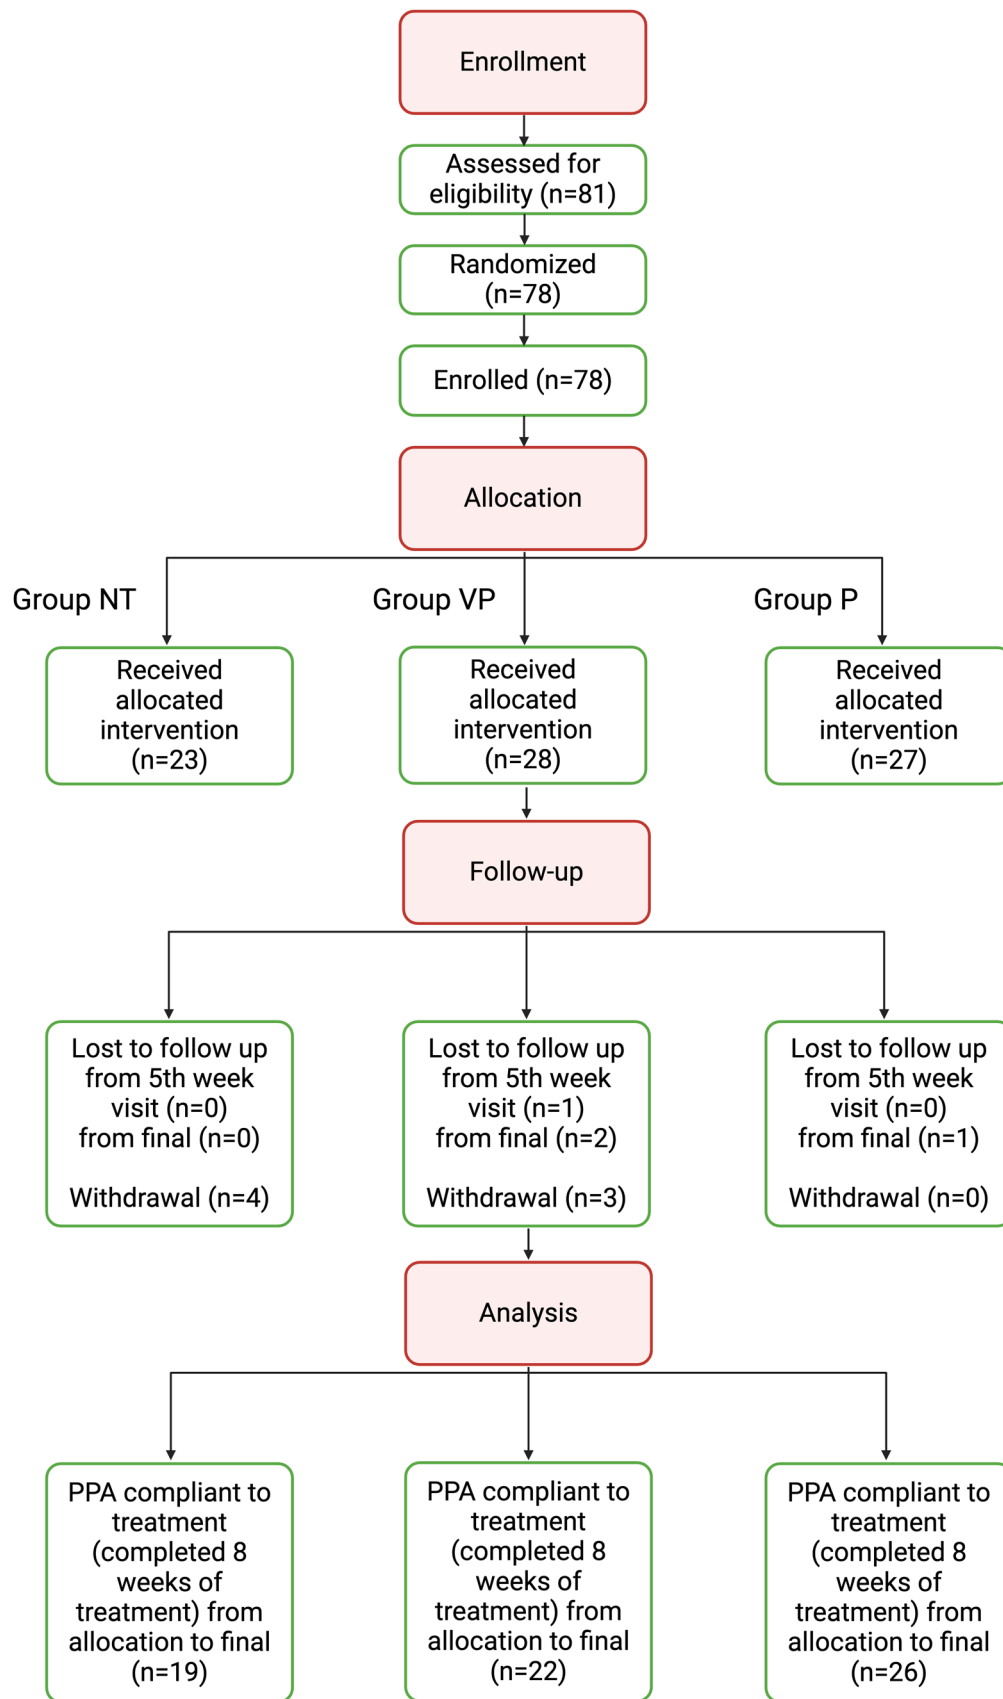 Enrollment
Assessed for
eligibility (n=81)
Randomized
(n=78)
Enrolled (n=78)
Allocation
Group NT
Group VP
Group P
Received
allocated
intervention
(n=23)
Received
allocated
intervention
(n=28)
Received
allocated
intervention
(n=27)
Follow-up
Lost to follow up
from 5th week
visit (n=0)
from final (n=0)
Withdrawal (n=4)
Lost to follow up
from 5th week
visit (n=1)
from final (n=2)
Withdrawal (n=3)
Lost to follow up
from 5th week
visit (n=0)
from final (n=1)
Withdrawal (n=0)
Analysis
PPA compliant to
treatment
(completed 8
weeks of
treatment) from
allocation to final
(n=19)
PPA compliant to
treatment
(completed 8
weeks of
treatment) from
allocation to final
(n=22)
PPA compliant to
treatment
(completed 8
weeks of
treatment) from
allocation to final
(n=26)